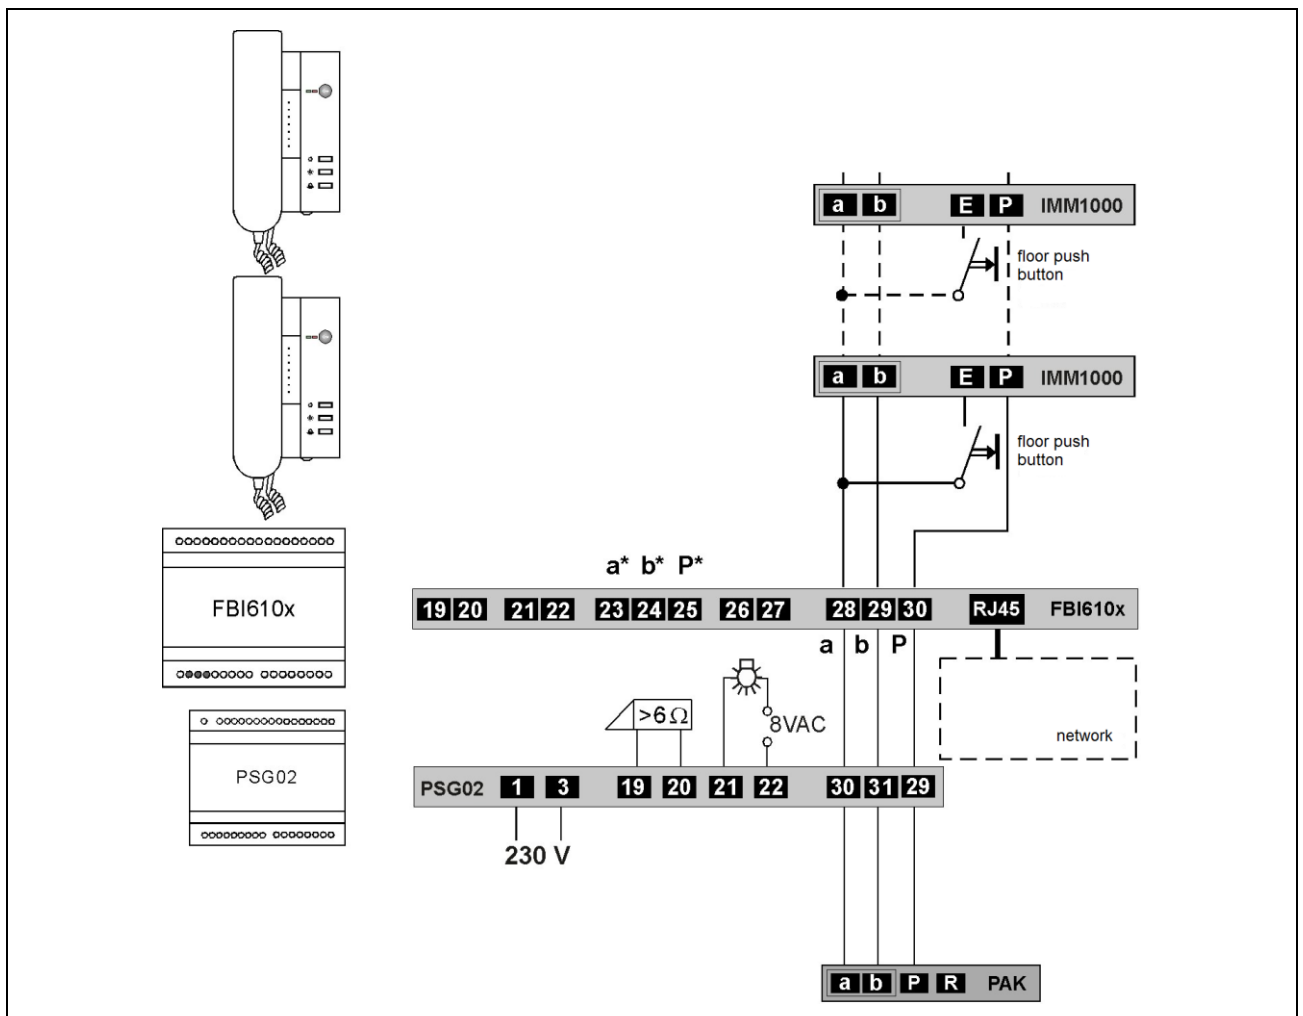 a b E P IMM1000
floor push
button
a b E P IMM1000
floor push
button
a* b* P*
FBI610x
19 20 21 22 23 24 25 26 27 28 29 30 RJ45 FBI610x
a b P
>6 Ω
8VAC
network
PSG02
PSG02 1 3 19 20 21 22 30 31 29
230 V
a b P R PAK